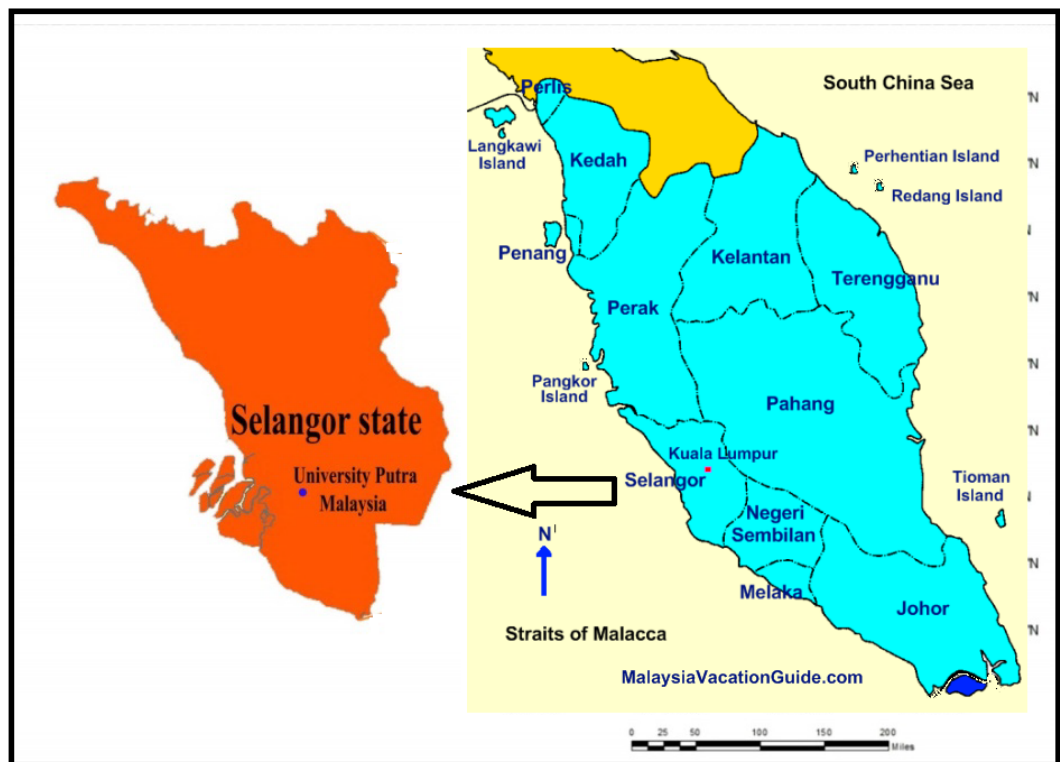 Selangor state
University Putra
Malaysia
South China Sea
Perlis
Langkawi
Island
Kedah
Perhentian Island
Redang Island
Penang
Kelantan
Terengganu
Perak
Pangkor
Island
Pahang
Kuala Lumpur
Selangor
Tioman
Island
Negeri
Sembilan
N
Melaka
Johor
Straits of Malacca
MalaysiaVacationGuide.com
°N
°N
N
°N
°N
°N
°N
°N
°N
0 25 50 100 150 200
Miles